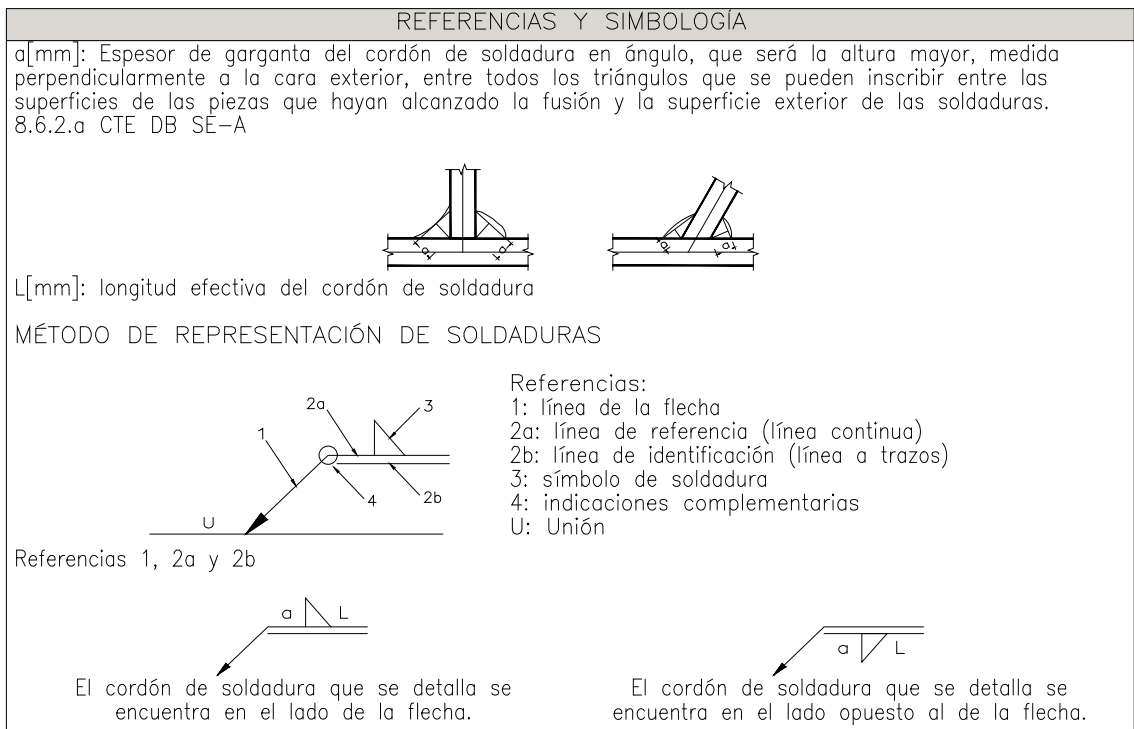 REFERENCIAS Y SIMBOLOGÍA
a[mm]: Espesor de garganta del cordón de soldadura en ángulo, que será la altura mayor, medida
perpendicularmente a la cara exterior, entre todos los triángulos que se pueden inscribir entre las
superficies de las piezas que hayan alcanzado la fusión y la superficie exterior de las soldaduras.
8.6.2.a CTE DB SE-A
a a a a
L[mm]: longitud efectiva del cordón de soldadura
MÉTODO DE REPRESENTACIÓN DE SOLDADURAS
2a 3
1
4 2b
U
Referencias:
1: línea de la flecha
2a: línea de referencia (línea continua)
2b: línea de identificación (línea a trazos)
3: símbolo de soldadura
4: indicaciones complementarias
U: Unión
Referencias 1, 2a y 2b
a L
El cordón de soldadura que se detalla se
encuentra en el lado de la flecha.
a L
El cordón de soldadura que se detalla se
encuentra en el lado opuesto al de la flecha.